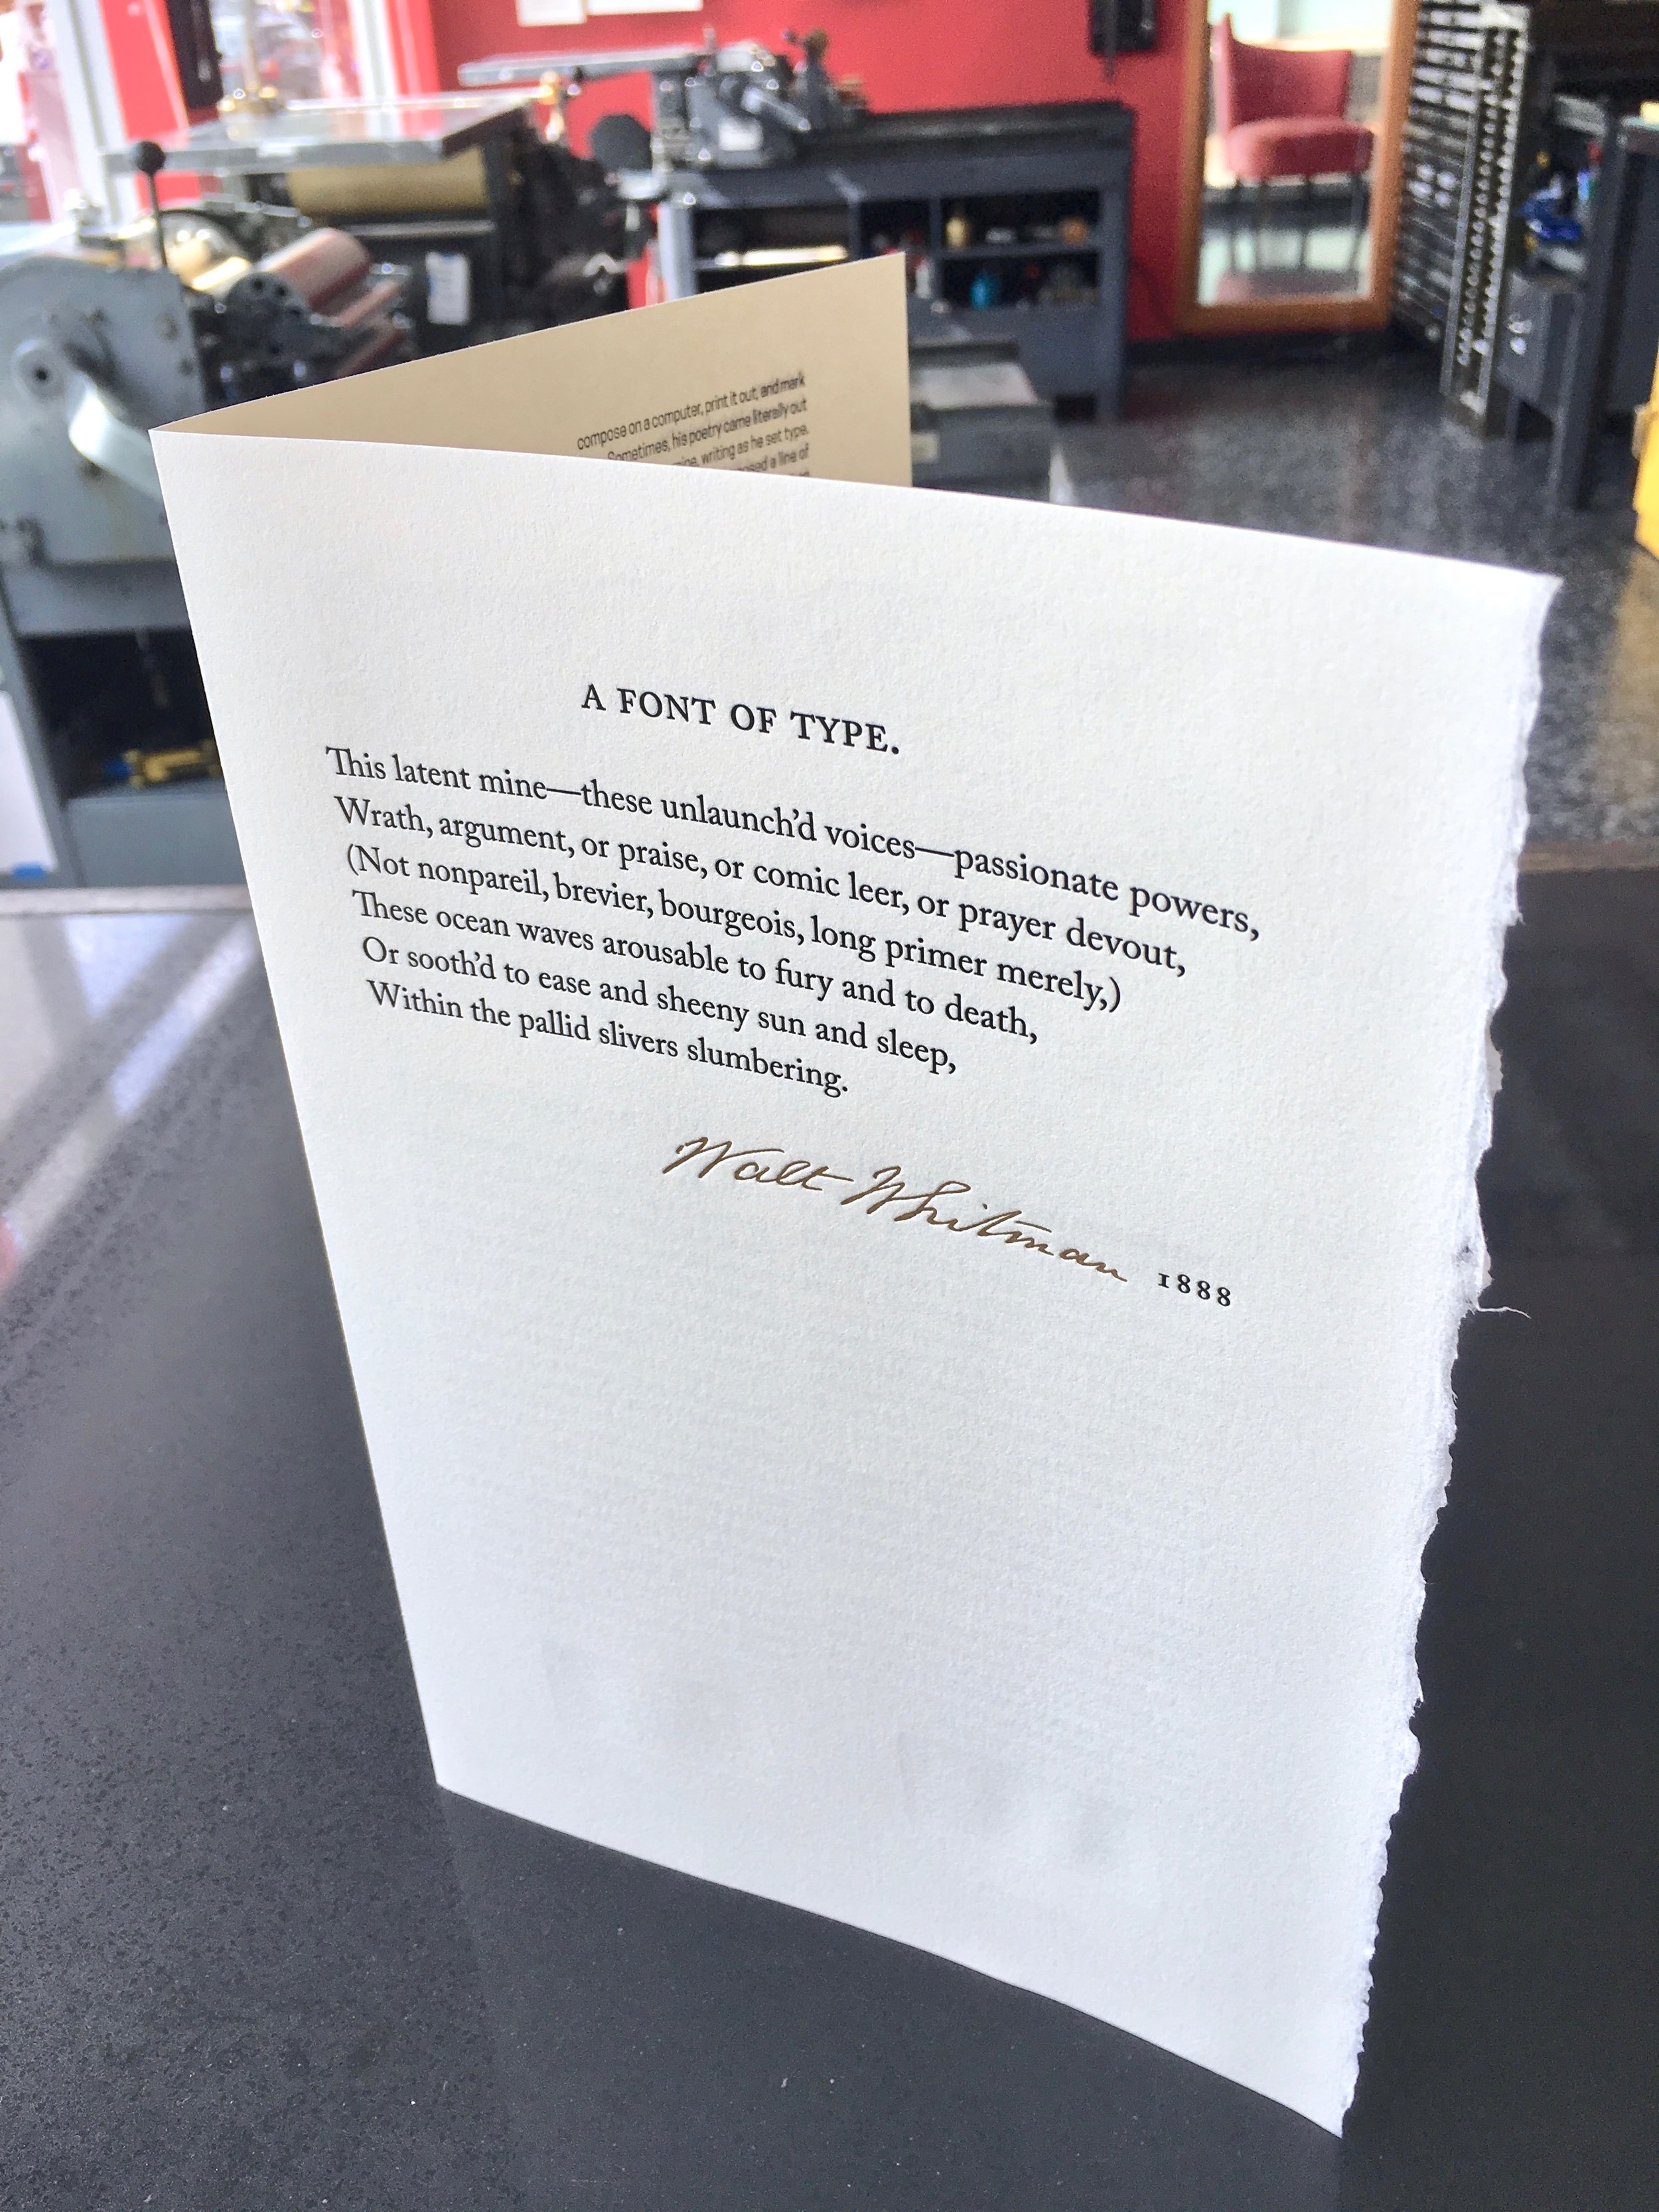 compose on a computer, print it out, and mark
Sometimes, his poetry came literally out
writing as he set type,
a line of
A FONT OF TYPE.
This latent mine—these unlaunch’d voices—passionate powers,
Wrath, argument, or praise, or comic leer, or prayer devout,
(Not nonpareil, brevier, bourgeois, long primer merely,)
These ocean waves arousable to fury and to death,
Or sooth’d to ease and sheeny sun and sleep,
Within the pallid slivers slumbering.
Walt Whitman 1888